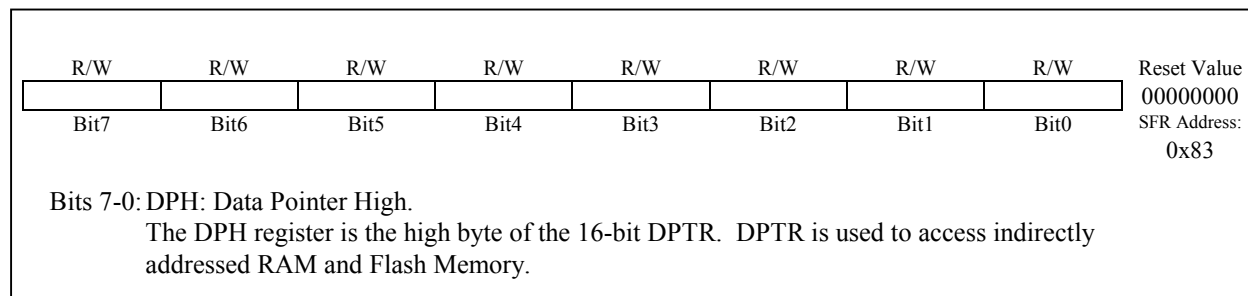 R/W R/W R/W R/W R/W R/W R/W R/W Reset Value
00000000
Bit7 Bit6 Bit5 Bit4 Bit3 Bit2 Bit1 Bit0 SFR Address:
0x83
Bits 7-0: DPH: Data Pointer High.
The DPH register is the high byte of the 16-bit DPTR. DPTR is used to access indirectly
addressed RAM and Flash Memory.